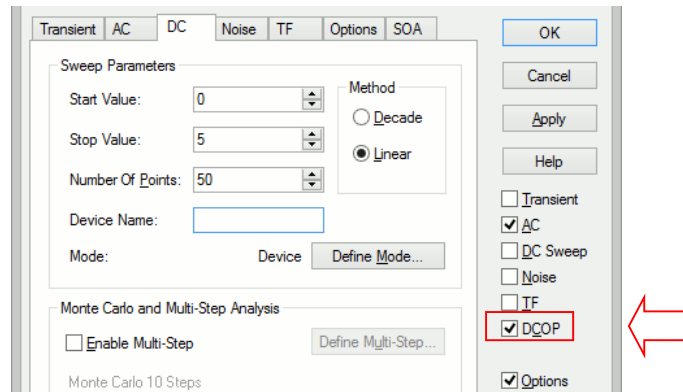 Transient AC DC Noise TF Options SOA
OK
Sweep Parameters
Cancel
Start Value: 0
Method
Decade
Apply
Stop Value: 5
Linear
Help
Number Of Points: 50
Transient
Device Name:
AC
Mode: Device Define Mode...
DC Sweep
Noise
TF
Monte Carlo and Multi-Step Analysis
DCOP
Enable Multi-Step Define Multi-Step...
Monte Carlo 10 Steps
Options